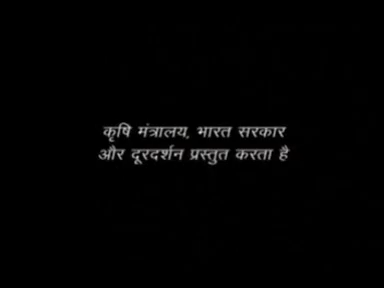 कृषि मंत्रालय, भारत सरकार
और दूरदर्शन प्रस्तुत करता है